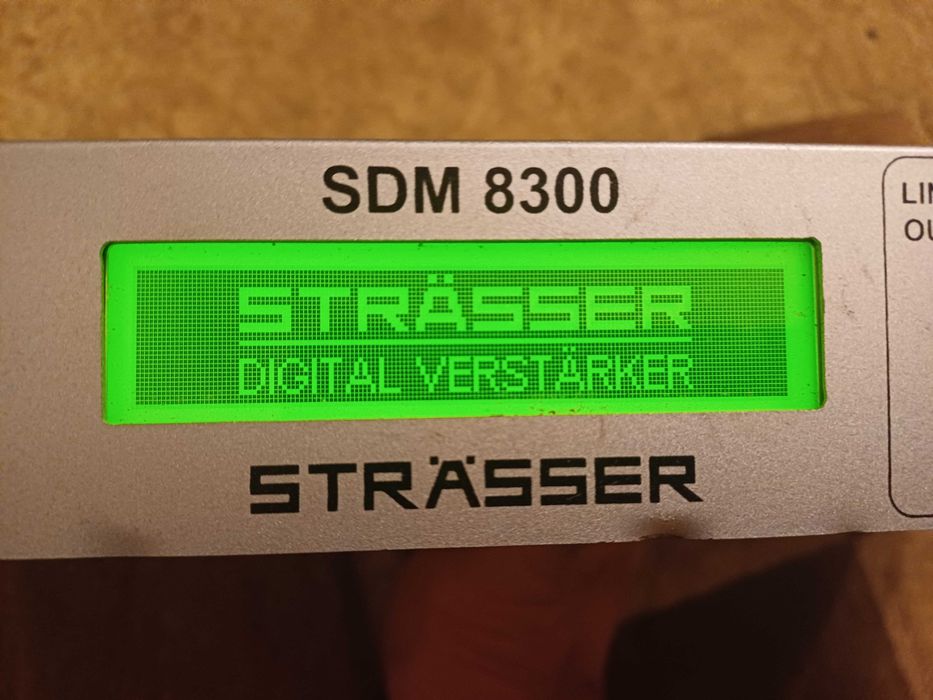 SDM 8300
STRÄSSER
DIGITAL VERSTÄRKER
STRÄSSER